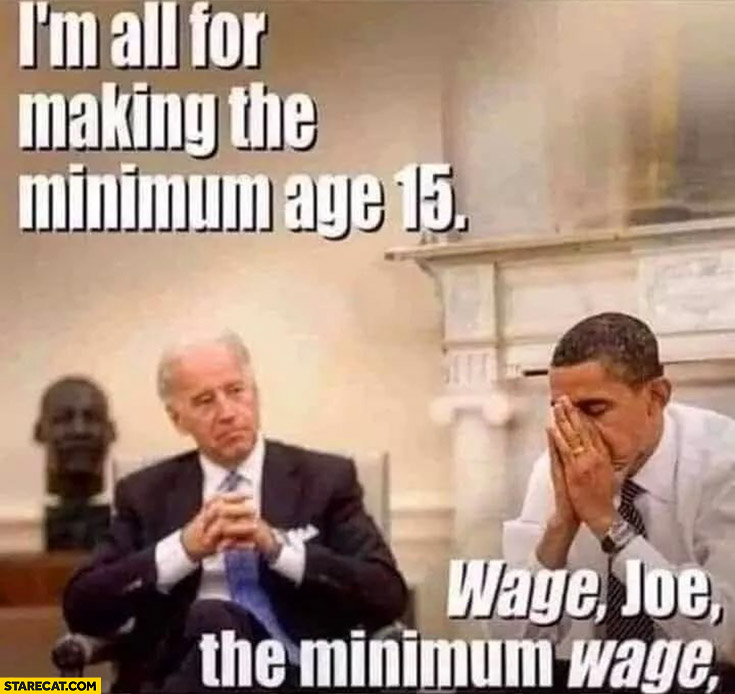 I'm all for
making the
minimum age 15.
Wage, Joe,
the minimum wage,
STARECAT.COM